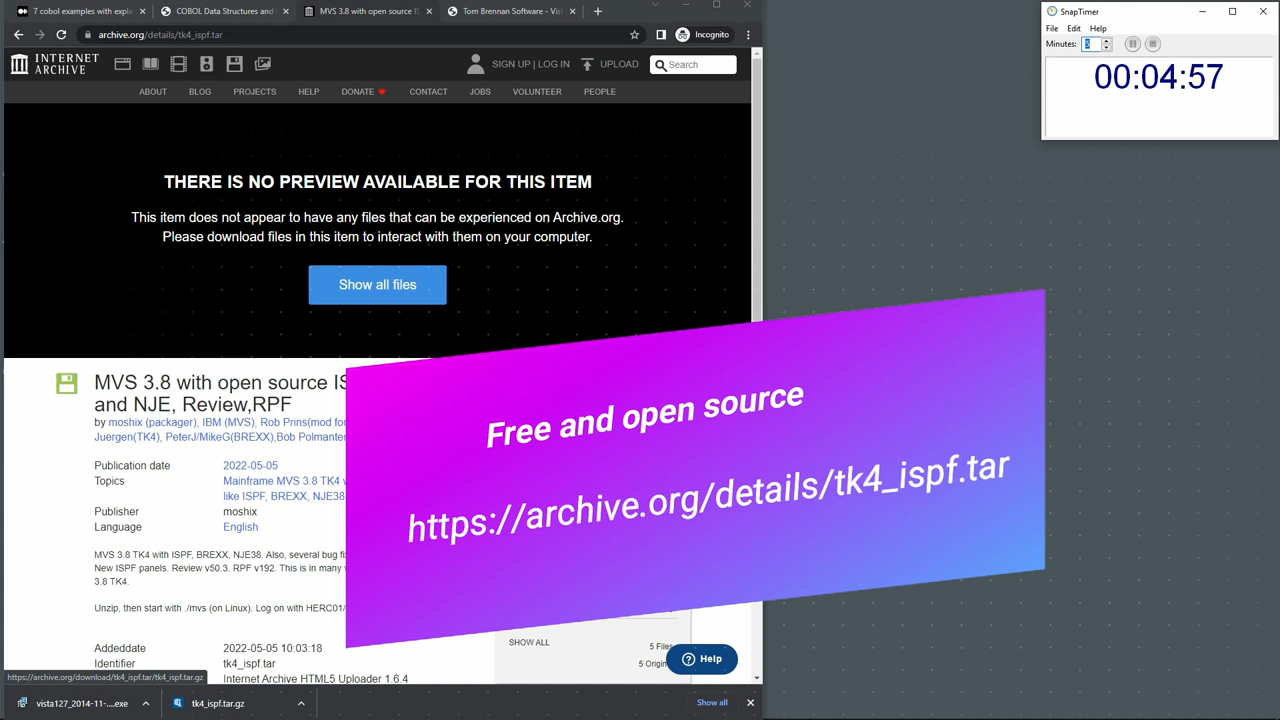 7 cobol examples with expla
COBOL Data Structures and
MVS 3.8 with open source IS
Tom Brennan Software - Vist
archive.org/details/tk4_ispf.tar
Incognito
INTERNET
ARCHIVE
SIGN UP | LOG IN
UPLOAD
Search
ABOUT
BLOG
PROJECTS
HELP
DONATE
CONTACT
JOBS
VOLUNTEER
PEOPLE
THERE IS NO PREVIEW AVAILABLE FOR THIS ITEM
This item does not appear to have any files that can be experienced on Archive.org.
Please download files in this item to interact with them on your computer.
Show all files
MVS 3.8 with open source IS
and NJE, Review,RPF
by moshix (packager), IBM (MVS), Rob Prins(mod for
Juergen(TK4), PeterJ/MikeG(BREXX),Bob Polmanter
Publication date 2022-05-05
Topics Mainframe MVS 3.8 TK4
like ISPF, BREXX, NJE38
Publisher moshix
Language English
MVS 3.8 TK4 with ISPF, BREXX, NJE38. Also, several bug fi
New ISPF panels. Review v50.3. RPF v192. This is in many
3.8 TK4.
Unzip, then start with ./mvs (on Linux). Log on with HERC01/
Addeddate 2022-05-05 10:03:18
Identifier tk4_ispf.tar
Internet Archive HTML5 Uploader 1.6.4
SHOW ALL
5 Files
5 Origin
Help
https://archive.org/download/tk4_ispf.tar/tk4_ispf.tar.gz
vista127_2014-11-....exe
tk4_ispf.tar.gz
Show all
Free and open source
https://archive.org/details/tk4_ispf.tar
SnapTimer
File Edit Help
Minutes: 5
00:04:57